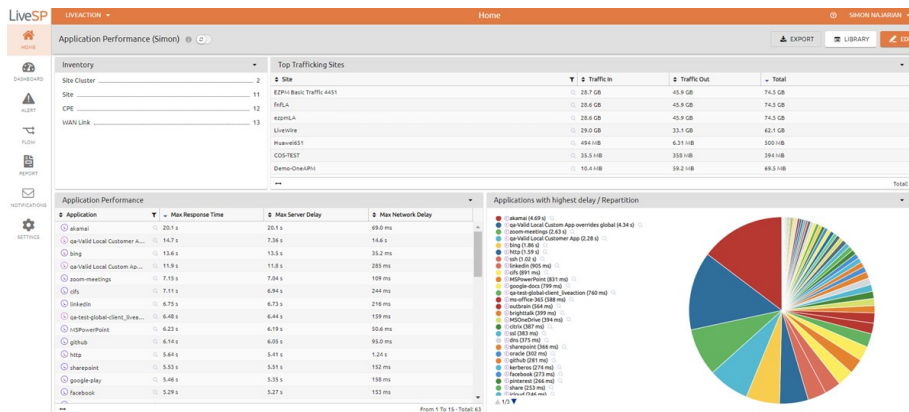 LiveSP
LIVEACTION
Home
SIMON NAJARIAN
HOME
DASHBOARD
ALERT
FLOW
REPORT
NOTIFICATIONS
SETTINGS
Application Performance (Simon)
EXPORT
LIBRARY
ED
Inventory
Site Cluster 2
Site 11
CPE 12
WAN Link 13
Top Trafficking Sites
Site Traffic In Traffic Out Total
EZPM Basic Traffic 4451 28.7 GB 45.9 GB 74.5 GB
fnfLA 28.6 GB 45.9 GB 74.5 GB
ezpmLA 28.6 GB 45.9 GB 74.5 GB
LiveWire 29.0 GB 33.1 GB 62.1 GB
Huawei651 494 MB 6.31 MB 500 MB
COS-TEST 35.5 MB 358 MB 394 MB
Demo-OneAPM 10.4 MB 59.2 MB 69.5 MB
Total:
Application Performance
Application Max Response Time Max Server Delay Max Network Delay
akamai 20.1 s 20.1 s 69.0 ms
qa-Valid Local Customer A... 14.7 s 7.36 s 14.6 s
bing 13.6 s 13.5 s 35.2 ms
qa-Valid Local Custom Ap... 11.9 s 11.8 s 285 ms
zoom-meetings 7.15 s 7.04 s 109 ms
cifs 7.11 s 6.94 s 244 ms
linkedin 6.75 s 6.73 s 216 ms
qa-test-global-client_livea... 6.48 s 6.44 s 159 ms
MSPowerPoint 6.23 s 6.19 s 50.6 ms
github 6.14 s 6.05 s 95.0 ms
http 5.64 s 5.41 s 1.24 s
sharepoint 5.53 s 5.51 s 152 ms
google-play 5.46 s 5.35 s 158 ms
facebook 5.29 s 5.27 s 153 ms
From 1 To 15 - Total: 63
Applications with highest delay / Repartition
akamai (4.69 s)
qa-Valid Local Custom App overrides global (4.34 s)
zoom-meetings (2.63 s)
qa-Valid Local Customer App (2.28 s)
bing (1.86 s)
http (1.59 s)
ssh (1.02 s)
linkedin (905 ms)
cifs (891 ms)
MSPowerPoint (831 ms)
google-docs (799 ms)
qa-test-global-client_liveaction (760 ms)
ms-office-365 (588 ms)
outbrain (564 ms)
brighttalk (399 ms)
MSOneDrive (394 ms)
citrix (387 ms)
ssl (383 ms)
dns (375 ms)
sharepoint (366 ms)
oracle (302 ms)
github (281 ms)
kerberos (274 ms)
facebook (273 ms)
pinterest (266 ms)
share (253 ms)
icloud (246 ms)
1/3